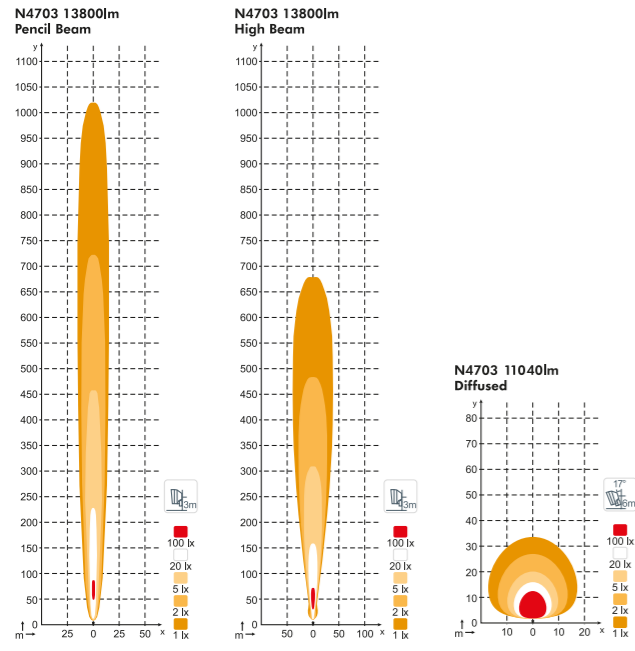 N4703 13800lm
Pencil Beam
y
1100
1050
1000
950
900
850
800
750
700
650
600
550
500
450
400
350
300
250
200
150
100
50
0
m
25 0 25 50 x
3m
100 lx
20 lx
5 lx
2 lx
1 lx
N4703 13800lm
High Beam
y
1100
1050
1000
950
900
850
800
750
700
650
600
550
500
450
400
350
300
250
200
150
100
50
0
m
50 0 50 100 x
3m
100 lx
20 lx
5 lx
2 lx
1 lx
N4703 11040lm
Diffused
y
80
70
60
50
40
30
20
10
0
m
10 0 10 20 x
17°
6m
100 lx
20 lx
5 lx
2 lx
1 lx